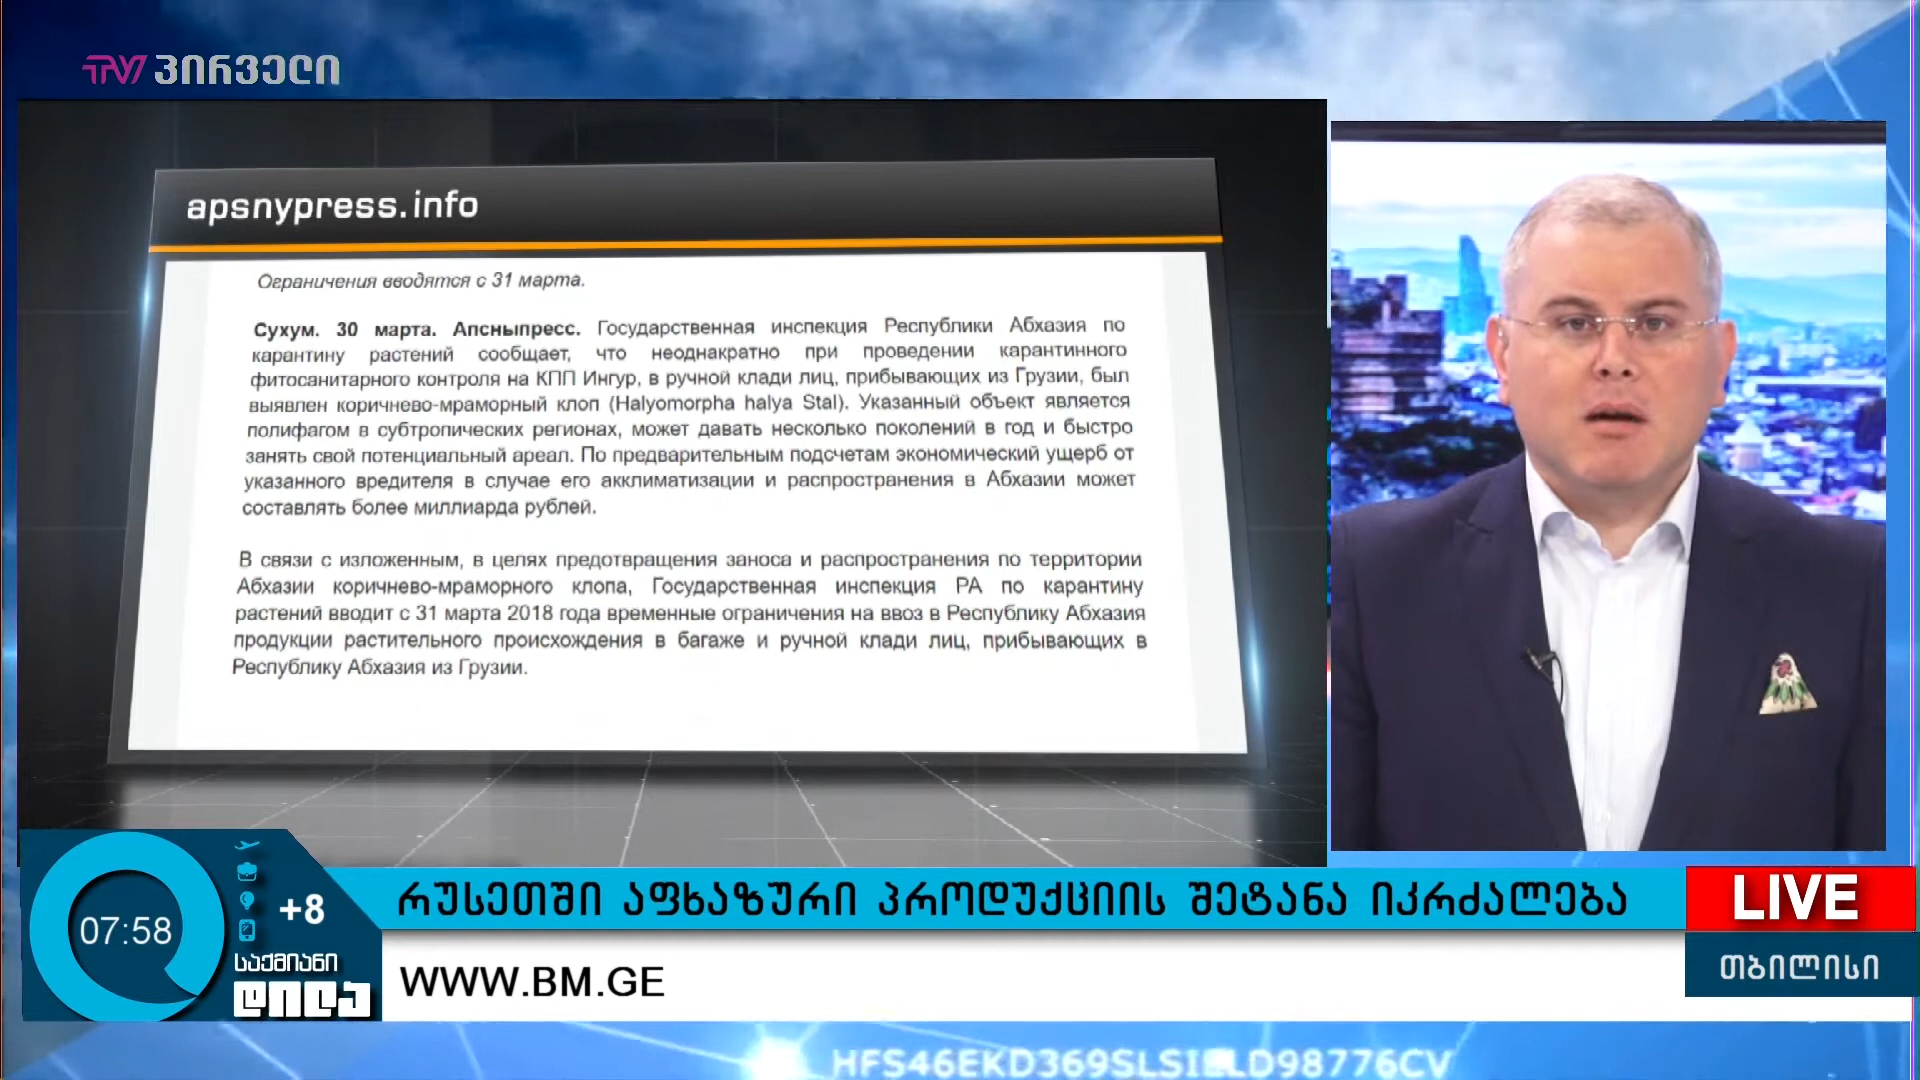 TV ᲞᲘᲠᲕᲔᲚᲘ
apsnypress.info
Ограничения вводятся с 31 марта.
Сухум. 30 марта. Апсныпресс. Государственная инспекция Республики Абхазия по
карантину растений сообщает, что неоднакратно при проведении карантинного
фитосанитарного контроля на КПП Ингур, в ручной клади лиц, прибывающих из Грузии, был
выявлен коричнево-мраморный клоп (Halyomorpha halya Stal). Указанный объект является
полифагом в субтропических регионах, может давать несколько поколений в год и быстро
занять свой потенциальный ареал. По предварительным подсчетам экономический ущерб от
указанного вредителя в случае его акклиматизации и распространения в Абхазии может
составлять более миллиарда рублей.
В связи с изложенным, в целях предотвращения заноса и распространения по территории
Абхазии коричнево-мраморного клопа, Государственная инспекция РА по карантину
растений вводит с 31 марта 2018 года временные ограничения на ввоз в Республику Абхазия
продукции растительного происхождения в багаже и ручной клади лиц, прибывающих в
Республику Абхазия из Грузии.
07:58
+8
საქმიანი
დილა
რუსეთში აფხაზური პროდუქციის შეტანა იკრძალება
WWW.BM.GE
LIVE
თბილისი